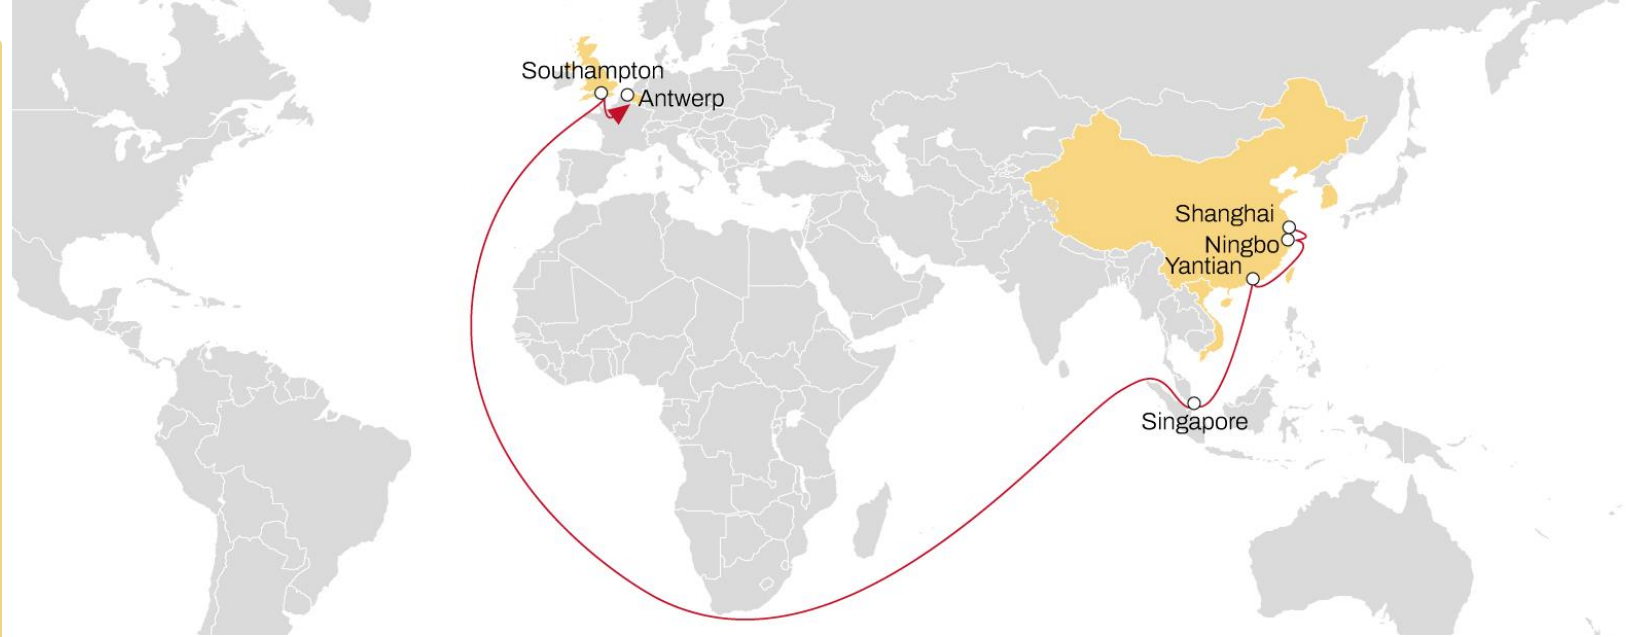 Southampton
Antwerp
Shanghai
Ningbo
Yantian
Singapore